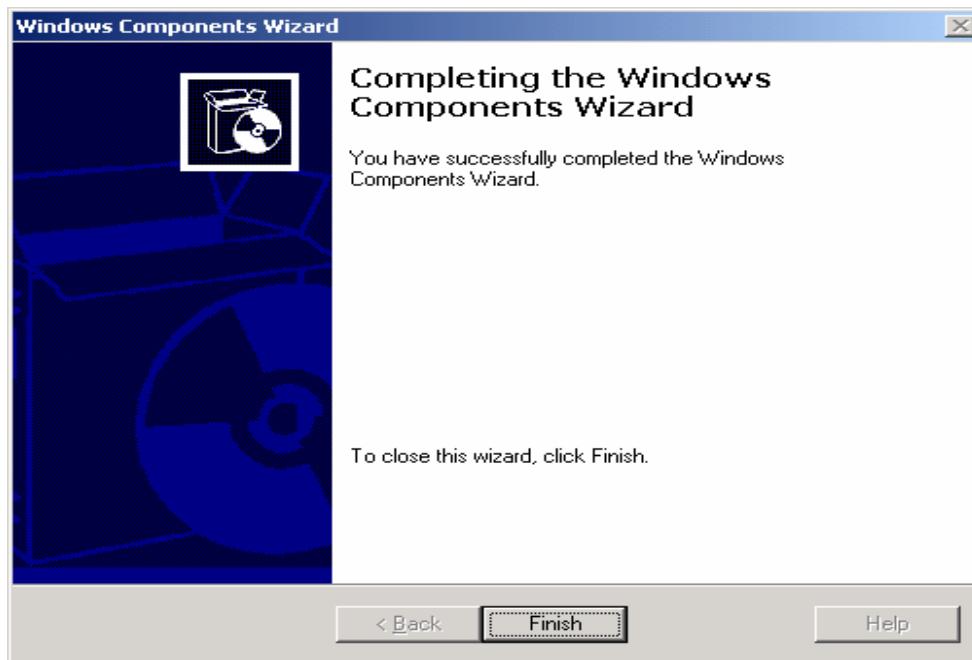 Windows Components Wizard
Completing the Windows
Components Wizard
You have successfully completed the Windows
Components Wizard.
To close this wizard, click Finish.
< Back
Finish
Help